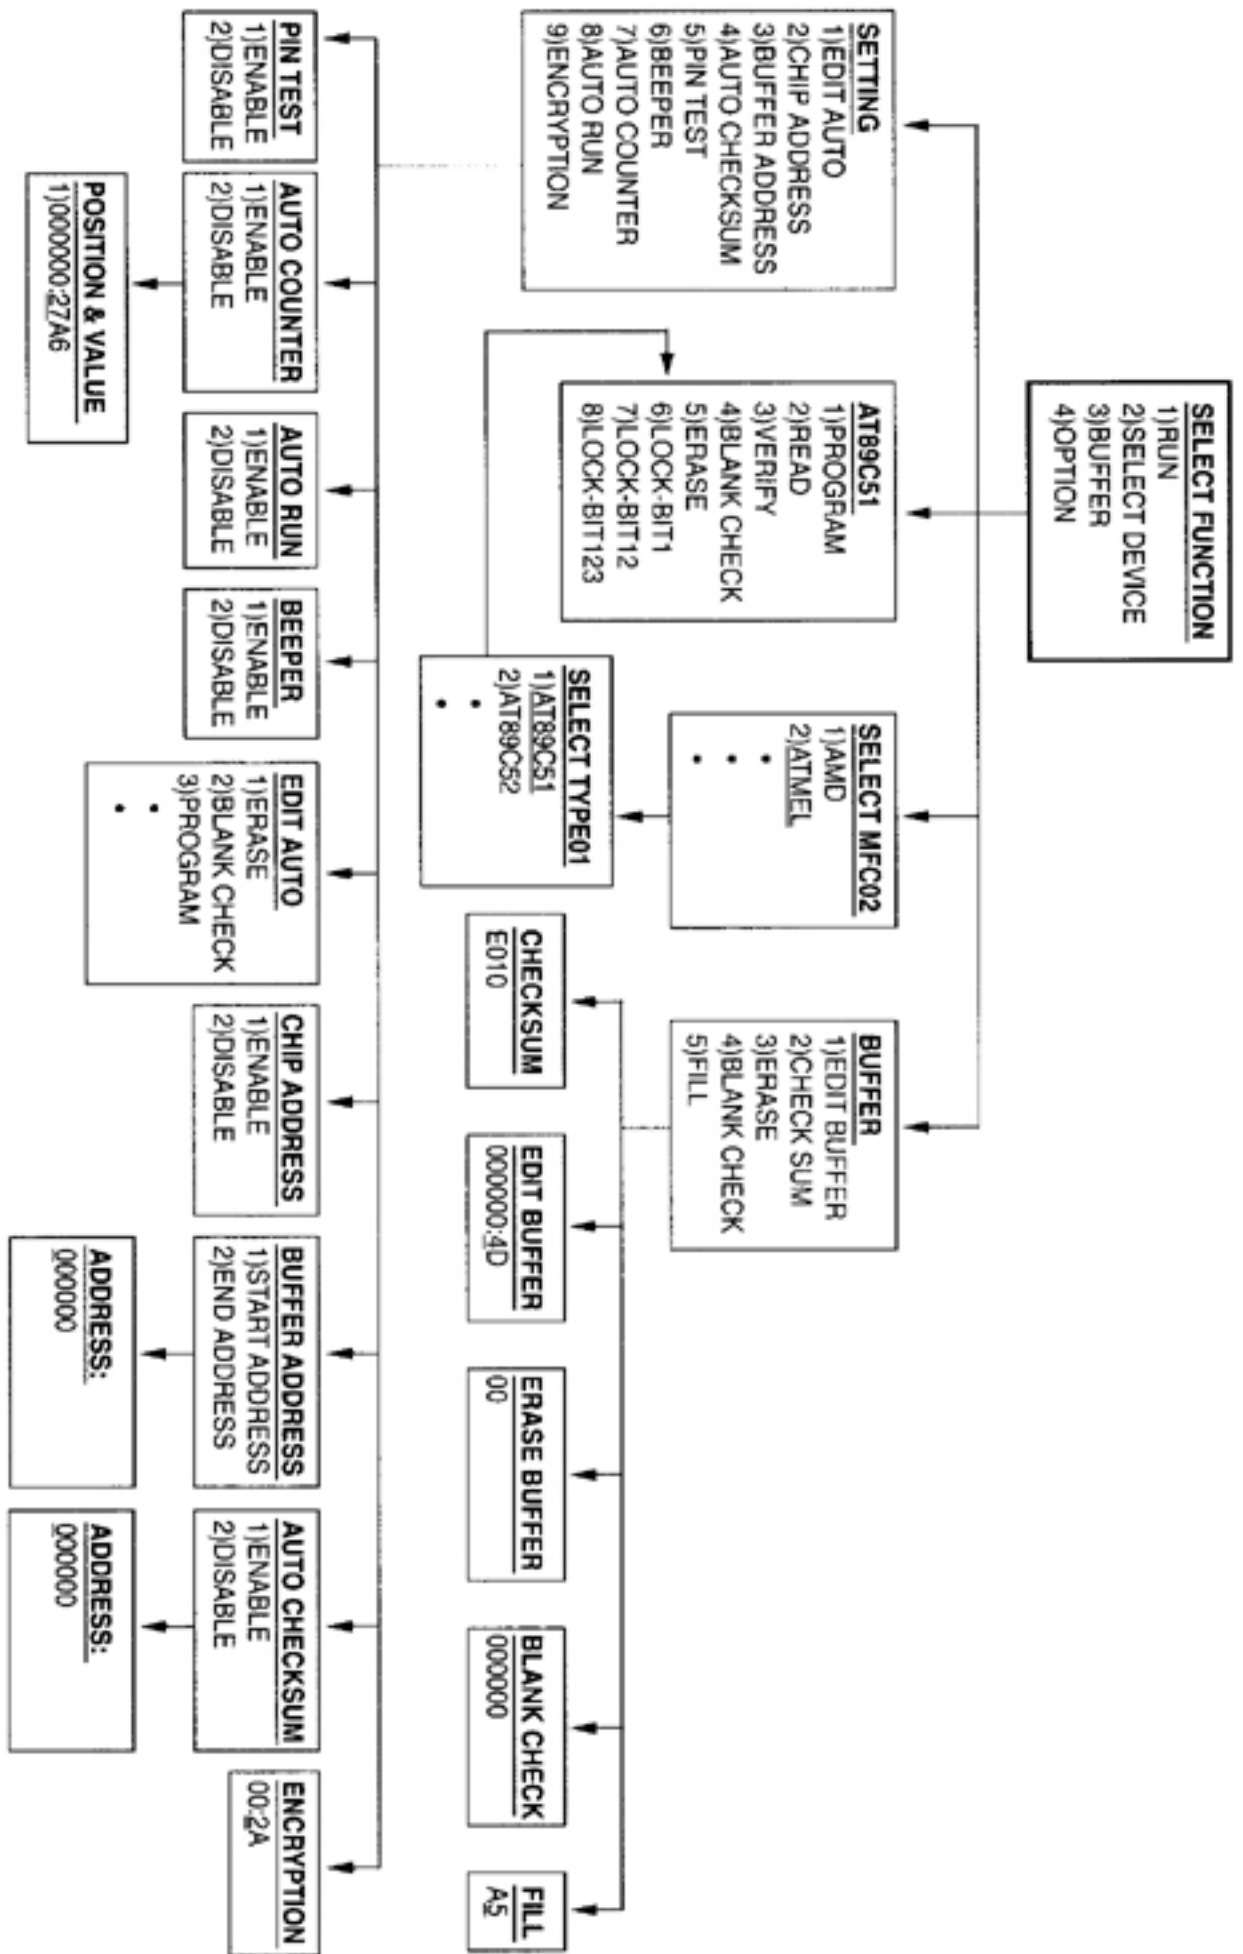 SELECT FUNCTION
1)RUN
2)SELECT DEVICE
3)BUFFER
4)OPTION
SETTING
1)EDIT AUTO
2)CHIP ADDRESS
3)BUFFER ADDRESS
4)AUTO CHECKSUM
5)PIN TEST
6)BEEPER
7)AUTO COUNTER
8)AUTO RUN
9)ENCRYPTION
AT89C51
1)PROGRAM
2)READ
3)VERIFY
4)BLANK CHECK
5)ERASE
6)LOCK-BIT1
7)LOCK-BIT12
8)LOCK-BIT123
SELECT MFC02
1)AMD
2)ATMEL
SELECT TYPE01
1)AT89C51
2)AT89C52
BUFFER
1)EDIT BUFFER
2)CHECK SUM
3)ERASE
4)BLANK CHECK
5)FILL
CHECKSUM
E010
EDIT BUFFER
000000:4D
ERASE BUFFER
00
BLANK CHECK
000000
FILL
A5
PIN TEST
1)ENABLE
2)DISABLE
AUTO COUNTER
1)ENABLE
2)DISABLE
POSITION & VALUE
1)000000:27A6
AUTO RUN
1)ENABLE
2)DISABLE
BEEPER
1)ENABLE
2)DISABLE
EDIT AUTO
1)ERASE
2)BLANK CHECK
3)PROGRAM
CHIP ADDRESS
1)ENABLE
2)DISABLE
BUFFER ADDRESS
1)START ADDRESS
2)END ADDRESS
ADDRESS:
000000
AUTO CHECKSUM
1)ENABLE
2)DISABLE
ADDRESS:
000000
ENCRYPTION
00:2A